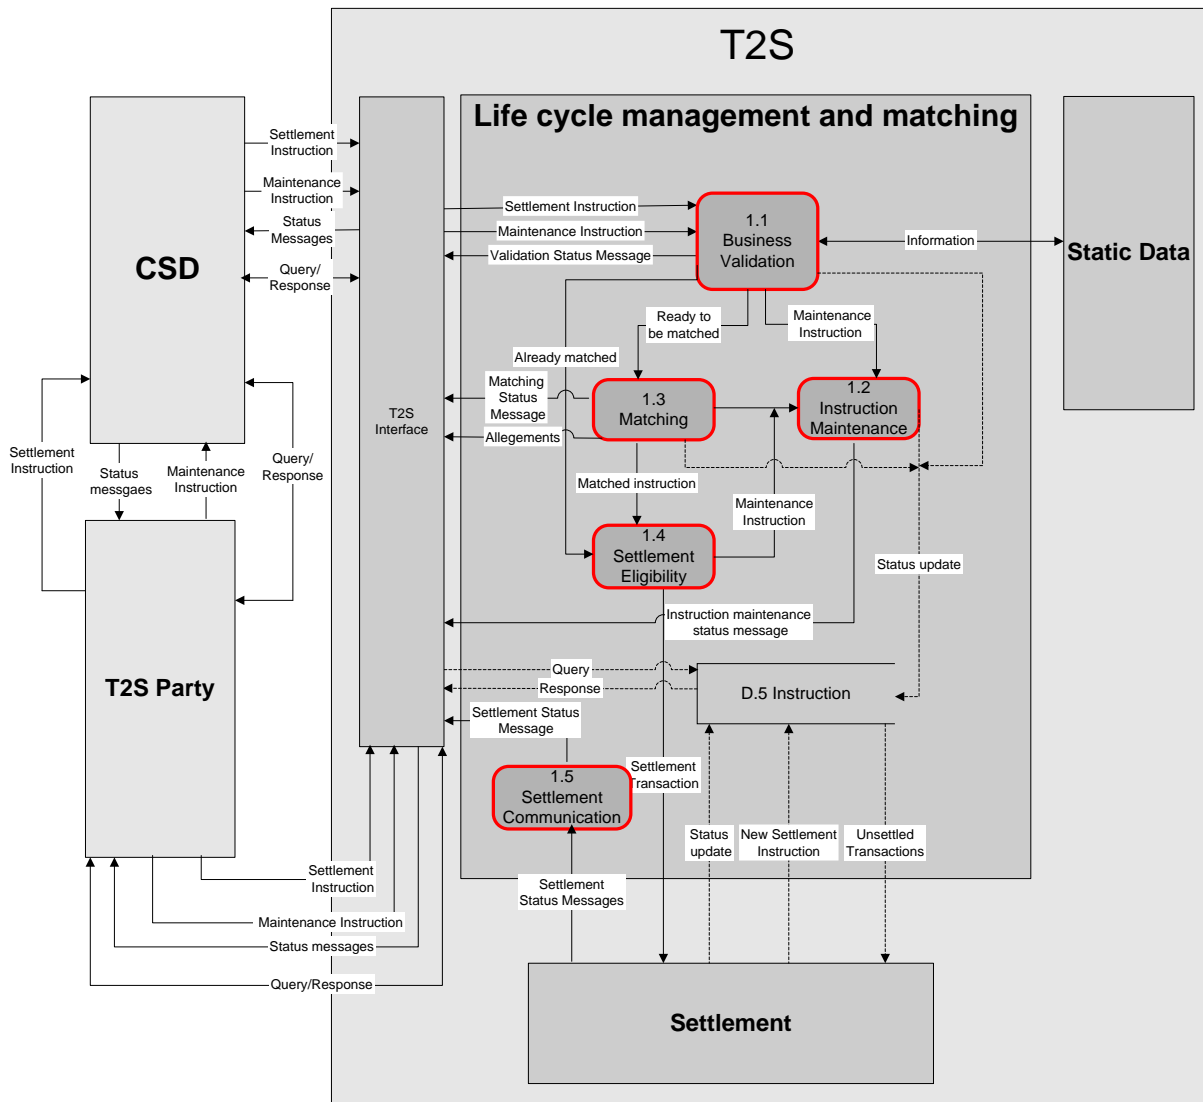 T2S
Life cycle management and matching
CSD
Settlement
Instruction
Maintenance
Instruction
Status
Messages
Query/
Response
T2S
Interface
Settlement Instruction
Maintenance Instruction
Validation Status Message
1.1
Business
Validation
Information
Static Data
Ready to
be matched
Maintenance
Instruction
Already matched
Matching
Status
Message
Allegements
1.3
Matching
1.2
Instruction
Maintenance
Settlement
Instruction
Status
messgaes
Maintenance
Instruction
Query/
Response
Matched instruction
Maintenance
Instruction
1.4
Settlement
Eligibility
Status update
Instruction maintenance
status message
T2S Party
Query
Response
D.5 Instruction
Settlement Status
Message
1.5
Settlement
Communication
Settlement
Transaction
Status
update
New Settlement
Instruction
Unsettled
Transactions
Settlement
Instruction
Maintenance Instruction
Status messages
Query/Response
Settlement
Status Messages
Settlement